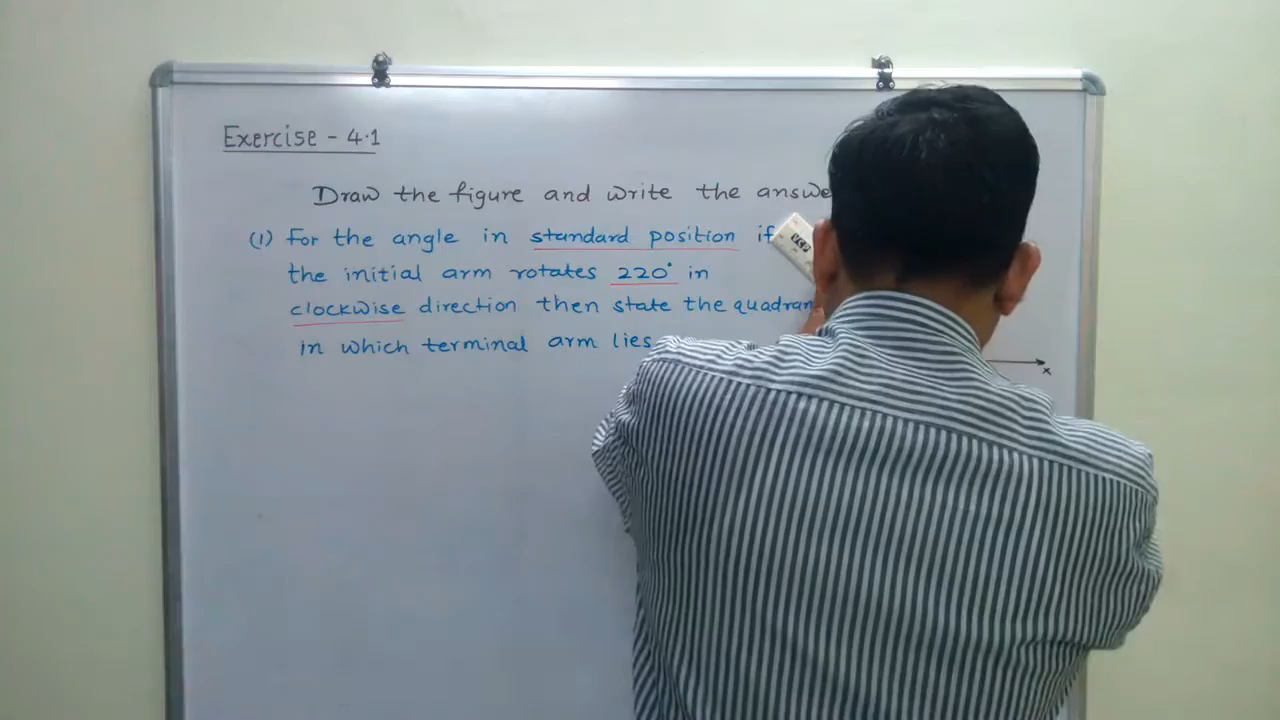 Exercise - 4.1
Draw the figure and write the answe
(1) For the angle in standard position if
the initial arm rotates 220° in
clockwise direction then state the quadran
in which terminal arm lies
X